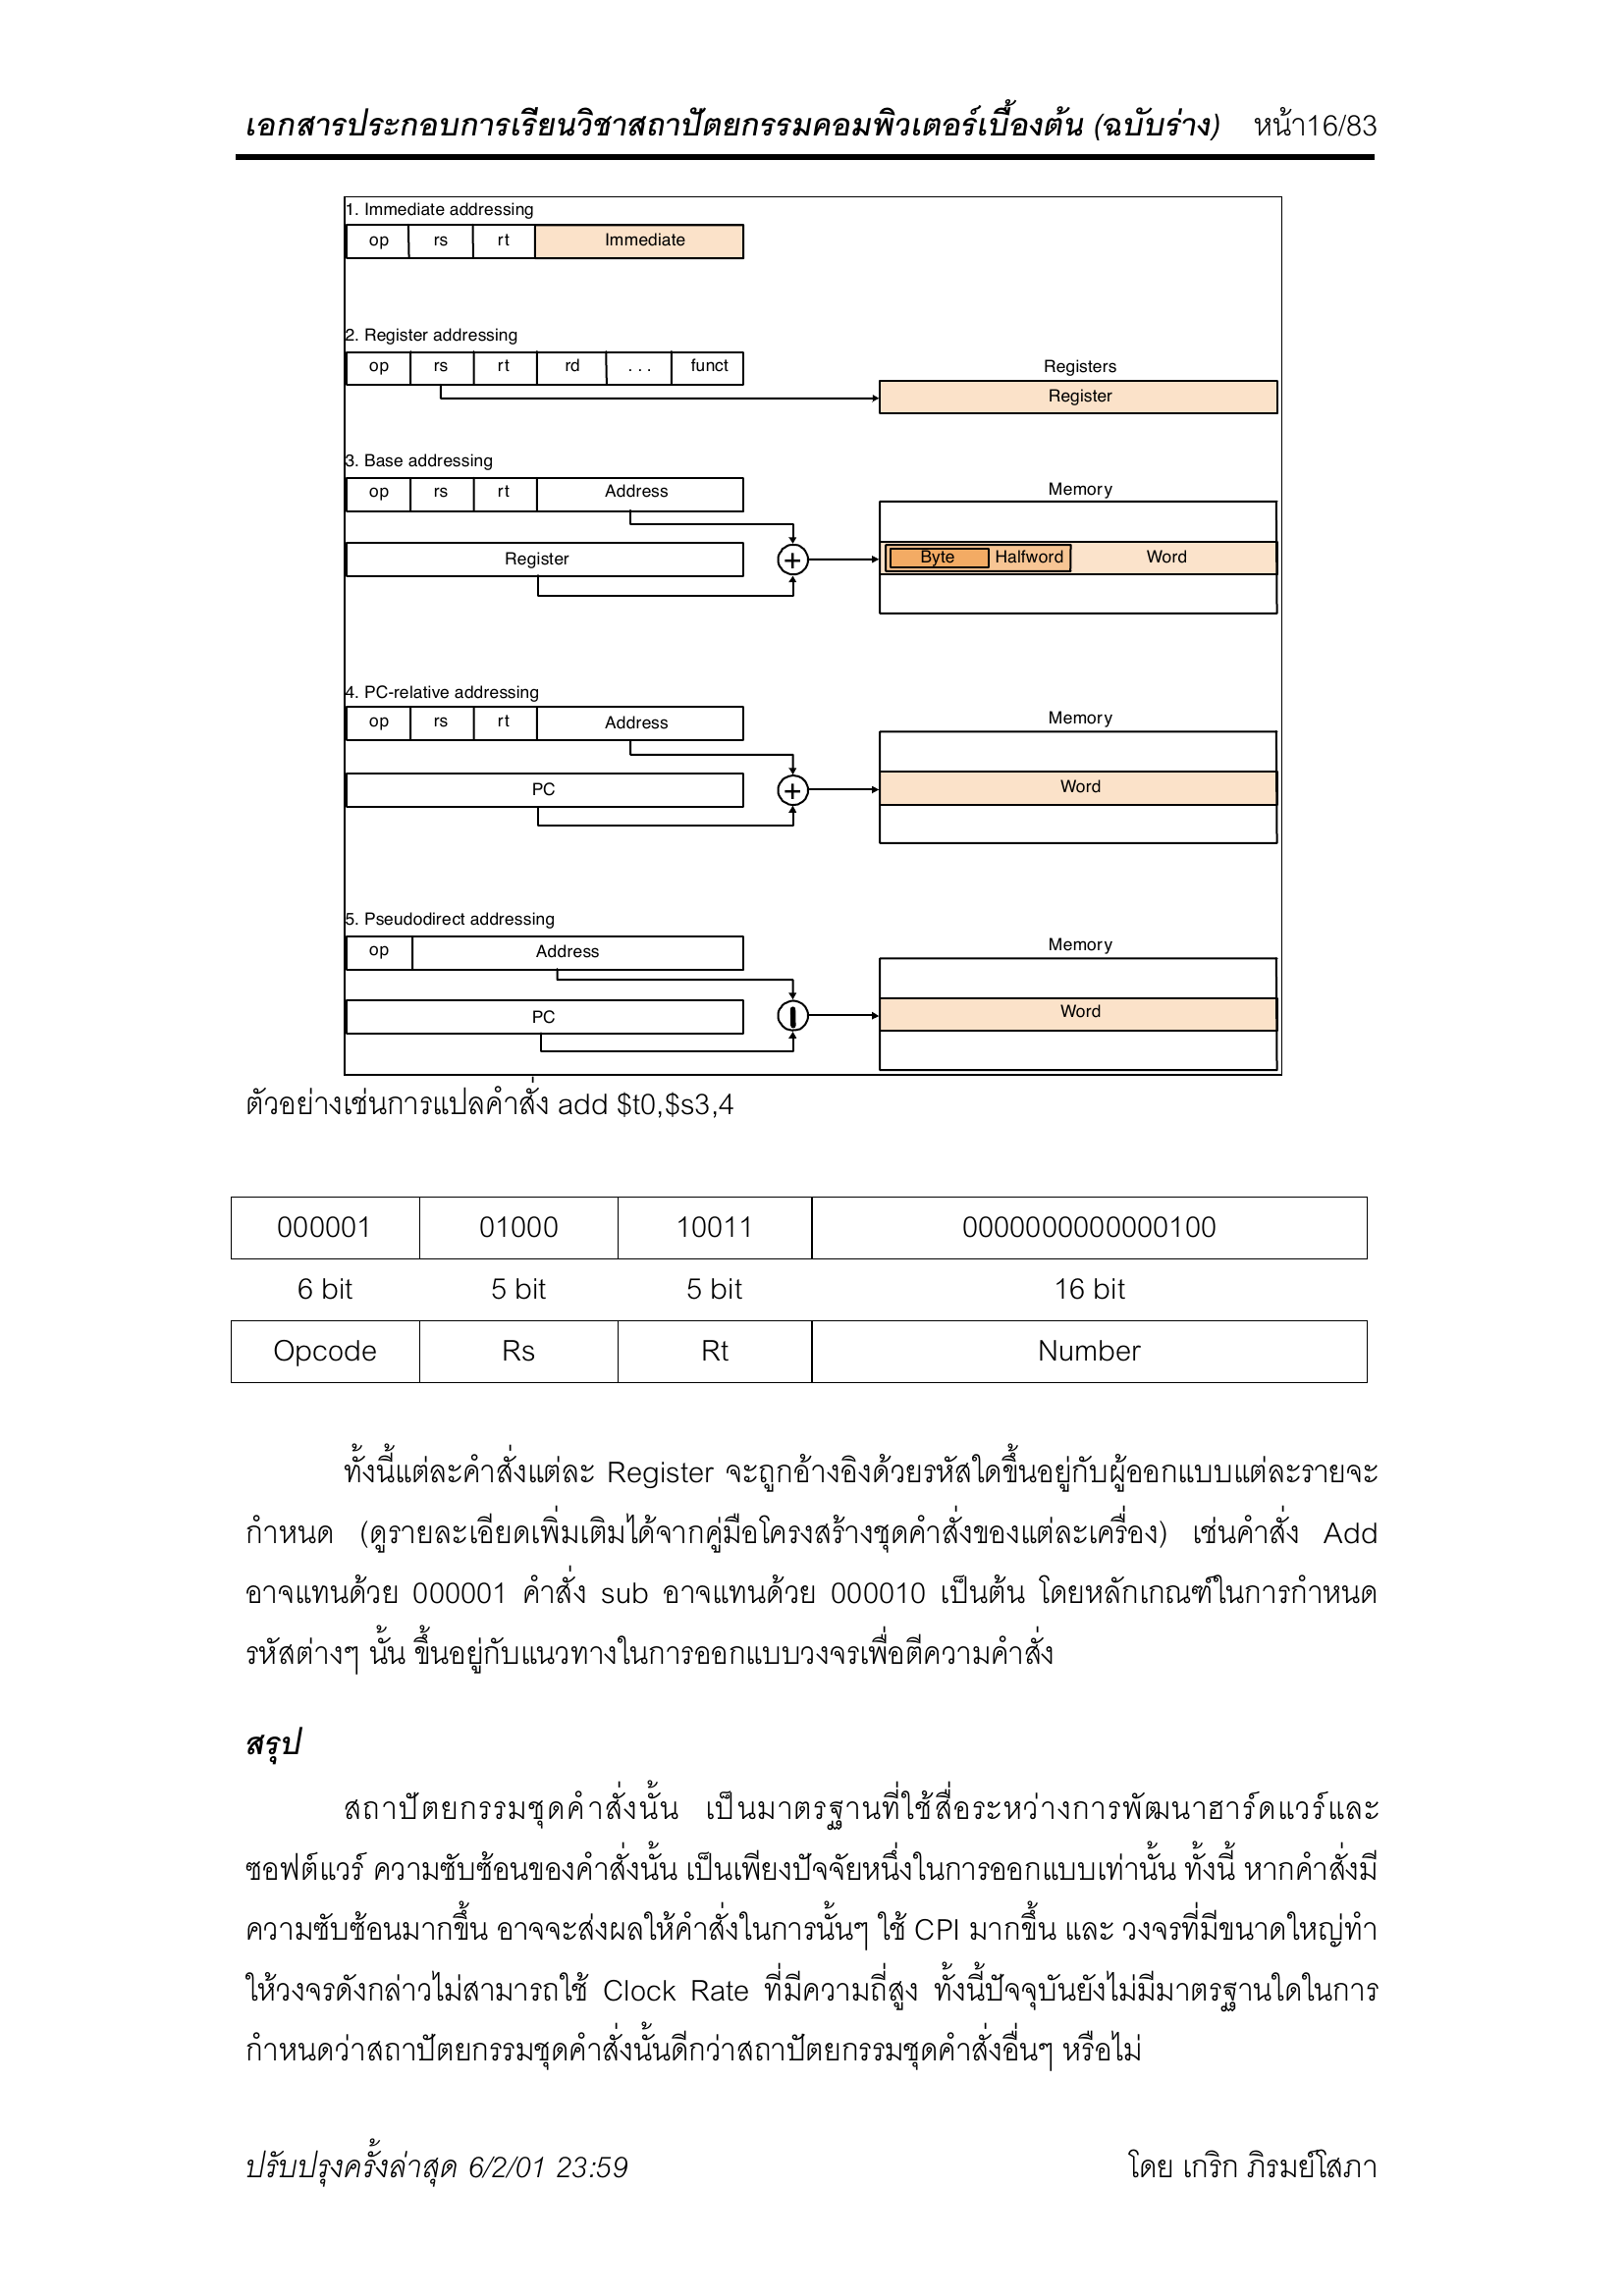 เอกสารประกอบการเรียนวิชาสถาปัตยกรรมคอมพิวเตอร์เบื้องต้น (ฉบับร่าง) หน้า16/83
1. Immediate addressing
op rs rt Immediate
2. Register addressing
op rs rt rd . . . funct
Registers
Register
3. Base addressing
op rs rt Address
Memory
Register
+
Byte Halfword Word
4. PC-relative addressing
op rs rt Address
Memory
PC
+
Word
5. Pseudodirect addressing
op Address
Memory
PC
Word
ตัวอย่างเช่นการแปลคำสั่ง add $t0,$s3,4
000001 01000 10011 0000000000000100
6 bit 5 bit 5 bit 16 bit
Opcode Rs Rt Number
ทั้งนี้แต่ละคำสั่งแต่ละ Register จะถูกอ้างอิงด้วยรหัสใดขึ้นอยู่กับผู้ออกแบบแต่ละรายจะ
กำหนด (ดูรายละเอียดเพิ่มเติมได้จากคู่มือโครงสร้างชุดคำสั่งของแต่ละเครื่อง) เช่นคำสั่ง Add
อาจแทนด้วย 000001 คำสั่ง sub อาจแทนด้วย 000010 เป็นต้น โดยหลักเกณฑ์ในการกำหนด
รหัสต่างๆ นั้น ขึ้นอยู่กับแนวทางในการออกแบบวงจรเพื่อตีความคำสั่ง
สรุป
สถาปัตยกรรมชุดคำสั่งนั้น เป็นมาตรฐานที่ใช้สื่อระหว่างการพัฒนาฮาร์ดแวร์และ
ซอฟต์แวร์ ความซับซ้อนของคำสั่งนั้น เป็นเพียงปัจจัยหนึ่งในการออกแบบเท่านั้น ทั้งนี้ หากคำสั่งมี
ความซับซ้อนมากขึ้น อาจจะส่งผลให้คำสั่งในการนั้นๆ ใช้ CPI มากขึ้น และ วงจรที่มีขนาดใหญ่ทำ
ให้วงจรดังกล่าวไม่สามารถใช้ Clock Rate ที่มีความถี่สูง ทั้งนี้ปัจจุบันยังไม่มีมาตรฐานใดในการ
กำหนดว่าสถาปัตยกรรมชุดคำสั่งนั้นดีกว่าสถาปัตยกรรมชุดคำสั่งอื่นๆ หรือไม่
ปรับปรุงครั้งล่าสุด 6/2/01 23:59 โดย เกริก ภิรมย์โสภา